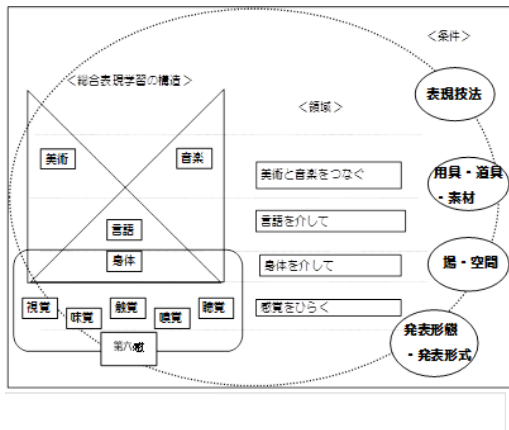 ＜条件＞
＜総合表現学習の構造＞
表現技法
＜領域＞
美術
音楽
美術と音楽をつなぐ
用具・道具
・素材
言語
言語を介して
身体
身体を介して
場・空間
視覚
味覚
触覚
嗅覚
聴覚
感覚をひらく
発表形態
・発表形式
第六感